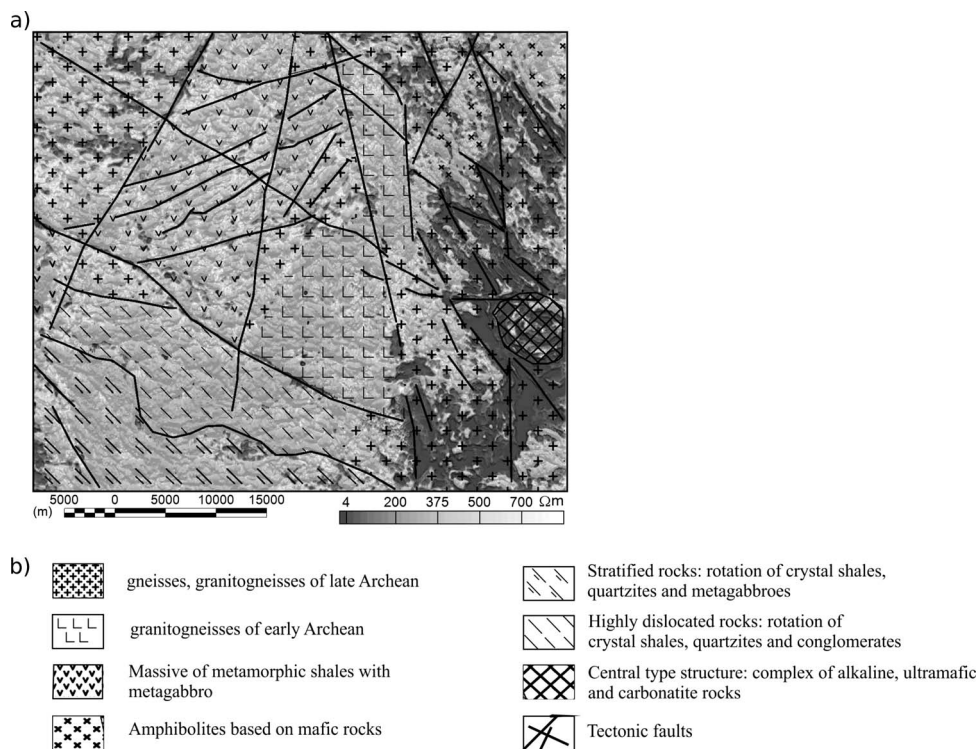 a)
5000 0 5000 10000 15000
(m)
4 200 375 500 700 Ωm
b)
gneisses, granitogneisses of late Archean
granitogneisses of early Archean
Massive of metamorphic shales with
metagabbro
Amphibolites based on mafic rocks
Stratified rocks: rotation of crystal shales,
quartzites and metagabbroes
Highly dislocated rocks: rotation of
crystal shales, quartzites and conglomerates
Central type structure: complex of alkaline, ultramafic
and carbonatite rocks
Tectonic faults